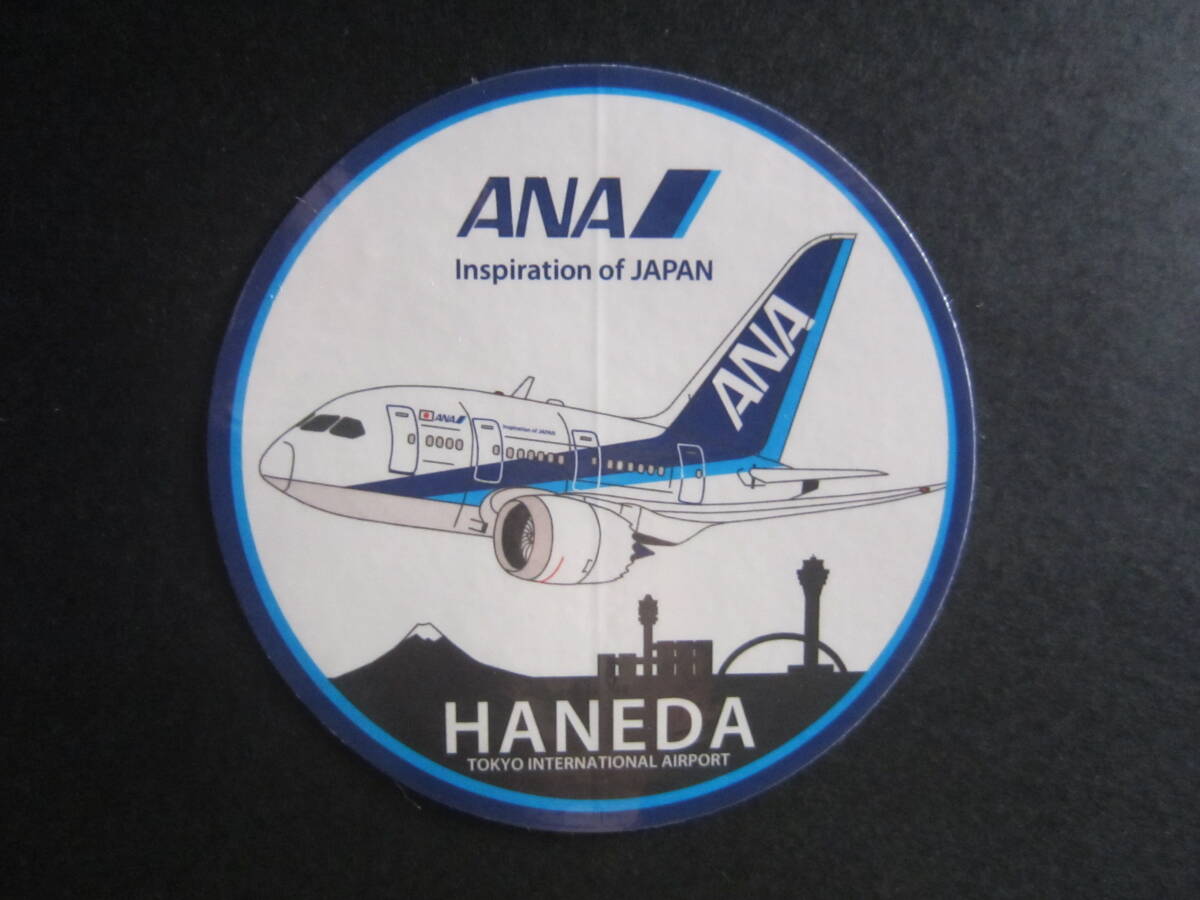 ANA
Inspiration of JAPAN
ANA
ANA
Inspiration of JAPAN
HANEDA
TOKYO INTERNATIONAL AIRPORT